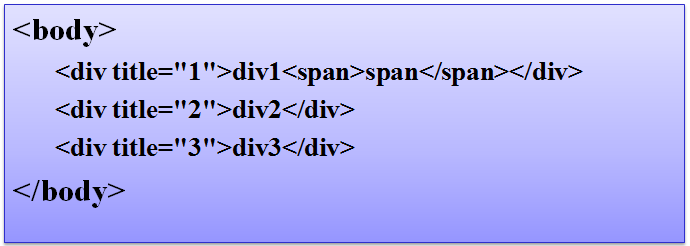 <body>
<div title="1">div1<span>span</span></div>
<div title="2">div2</div>
<div title="3">div3</div>
</body>